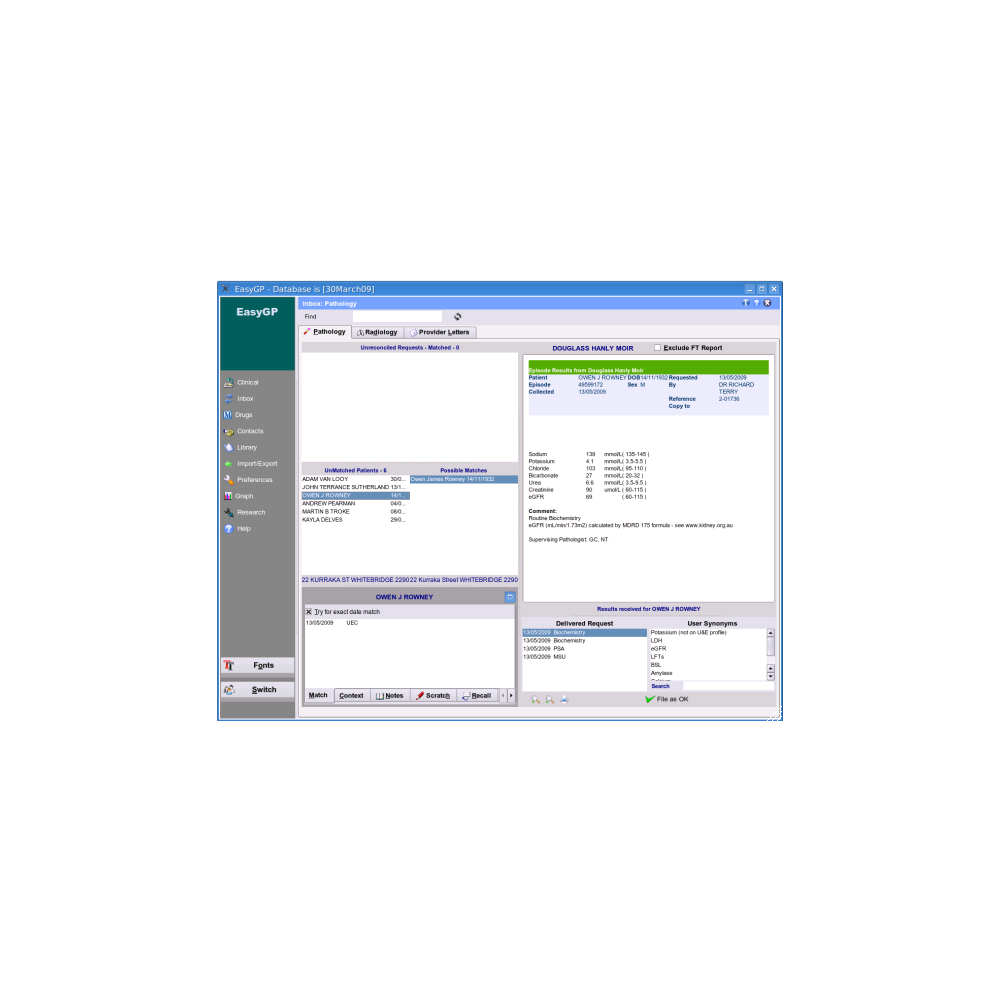 EasyGP - Database is [30March09]
EasyGP
Inbox: Pathology
Find
Pathology Radiology Provider Letters
Clinical
Inbox
Drugs
Contacts
Library
Import/Export
Preferences
Graph
Research
Help
Fonts
Switch
Unreconciled Requests - Matched - 0
UnMatched Patients - 6 Possible Matches
ADAM VAN LOOY 30/0...
JOHN TERRANCE SUTHERLAND 13/1...
OWEN J ROWNEY 14/1...
ANDREW PEARMAN 04/0...
MARTIN B TROKE 08/0...
KAYLA DELVES 29/0...
Owen James Rowney 14/11/1932
22 KURRAKA ST WHITEBRIDGE 2290 22 Kurraka Street WHITEBRIDGE 2290
OWEN J ROWNEY
Try for exact date match
13/05/2009 UEC
Match Context Notes Scratch Recall
DOUGLASS HANLY MOIR Exclude FT Report
Episode Results from Douglass Hanly Moir
Patient OWEN J ROWNEY DOB 14/11/1932 Requested 13/05/2009
Episode 49599172 Sex M By DR RICHARD
Collected 13/05/2009 TERRY
Reference 2-01736
Copy to
Sodium 139 mmol/L( 135-145 )
Potassium 4.1 mmol/L( 3.5-5.5 )
Chloride 103 mmol/L( 95-110 )
Bicarbonate 27 mmol/L( 20-32 )
Urea 6.6 mmol/L( 3.5-9.5 )
Creatinine 90 umol/L( 60-115 )
eGFR 69 ( 60-115 )
Comment:
Routine Biochemistry
eGFR (mL/min/1.73m2) calculated by MDRD 175 formula - see www.kidney.org.au
Supervising Pathologist: GC, NT
Results received for OWEN J ROWNEY
Delivered Request User Synonyms
13/05/2009 Biochemistry
13/05/2009 Biochemistry
13/05/2009 PSA
13/05/2009 MSU
Potassium (not on U&E profile)
LDH
eGFR
LFTs
BSL
Amylase
Search
File as OK